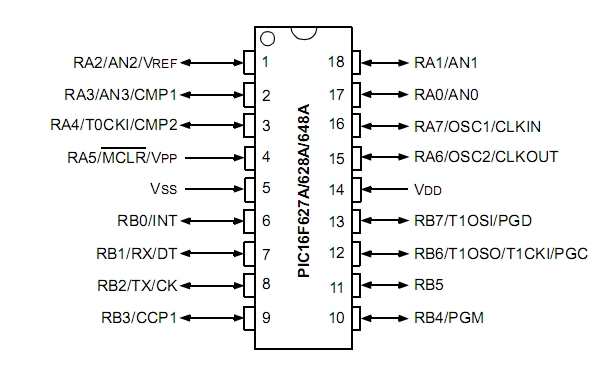 RA2/AN2/VREF 1 18 RA1/AN1
RA3/AN3/CMP1 2 17 RA0/AN0
RA4/T0CKI/CMP2 3 16 RA7/OSC1/CLKIN
RA5/MCLR/VPP 4 15 RA6/OSC2/CLKOUT
VSS 5 14 VDD
RB0/INT 6 13 RB7/T1OSI/PGD
RB1/RX/DT 7 12 RB6/T1OSO/T1CKI/PGC
RB2/TX/CK 8 11 RB5
RB3/CCP1 9 10 RB4/PGM
PIC16F627A/628A/648A